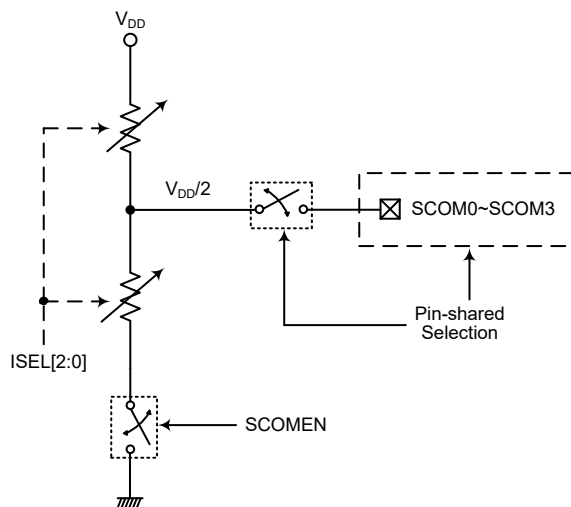 VDD
VDD/2
SCOM0~SCOM3
Pin-shared
Selection
ISEL[2:0]
SCOMEN